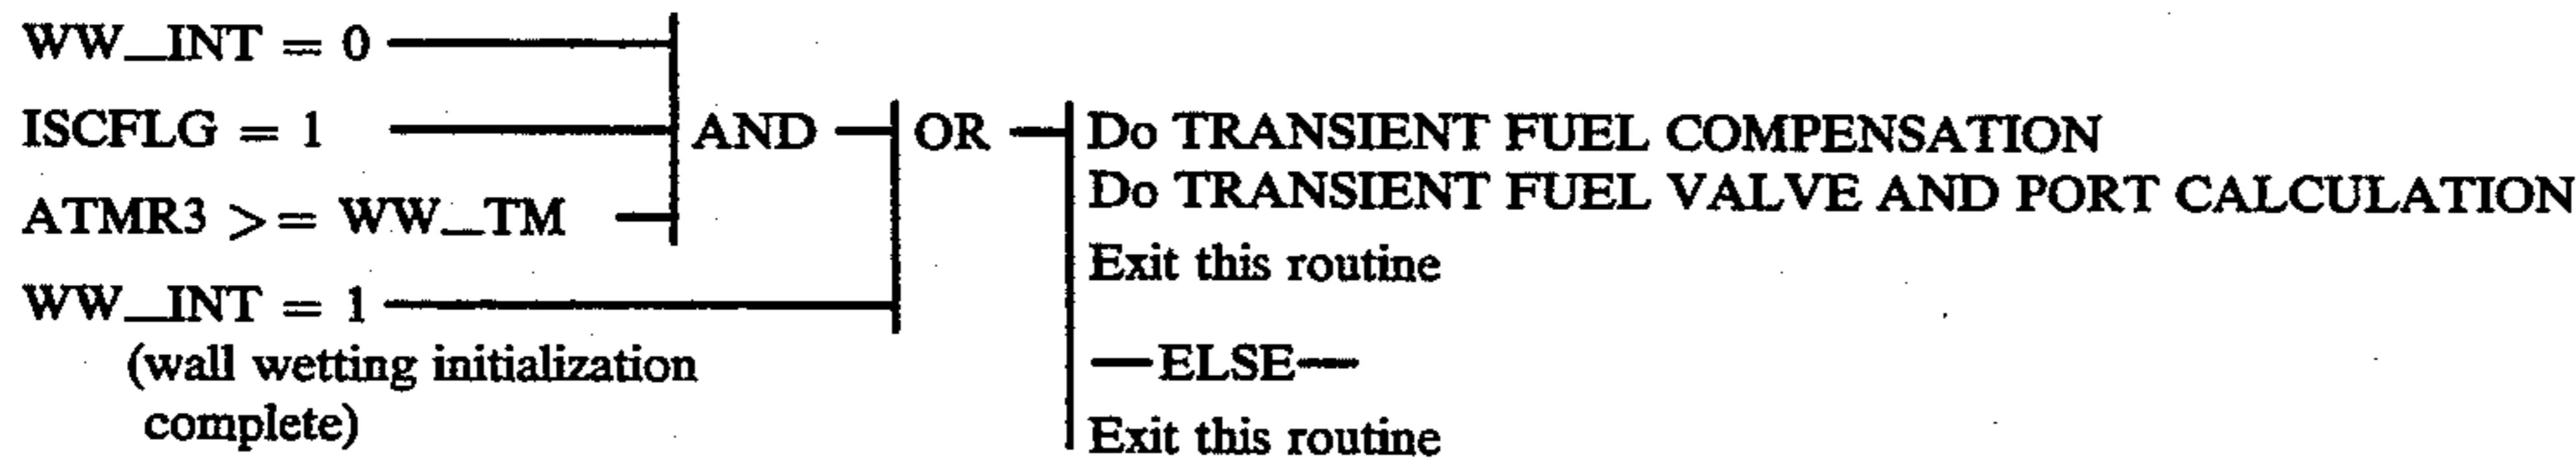 WW_INT = 0
ISCFLG = 1
AND
OR
Do TRANSIENT FUEL COMPENSATION
Do TRANSIENT FUEL VALVE AND PORT CALCULATION
ATMR3 >= WW_TM
Exit this routine
WW_INT = 1
(wall wetting initialization
complete)
—ELSE—
Exit this routine